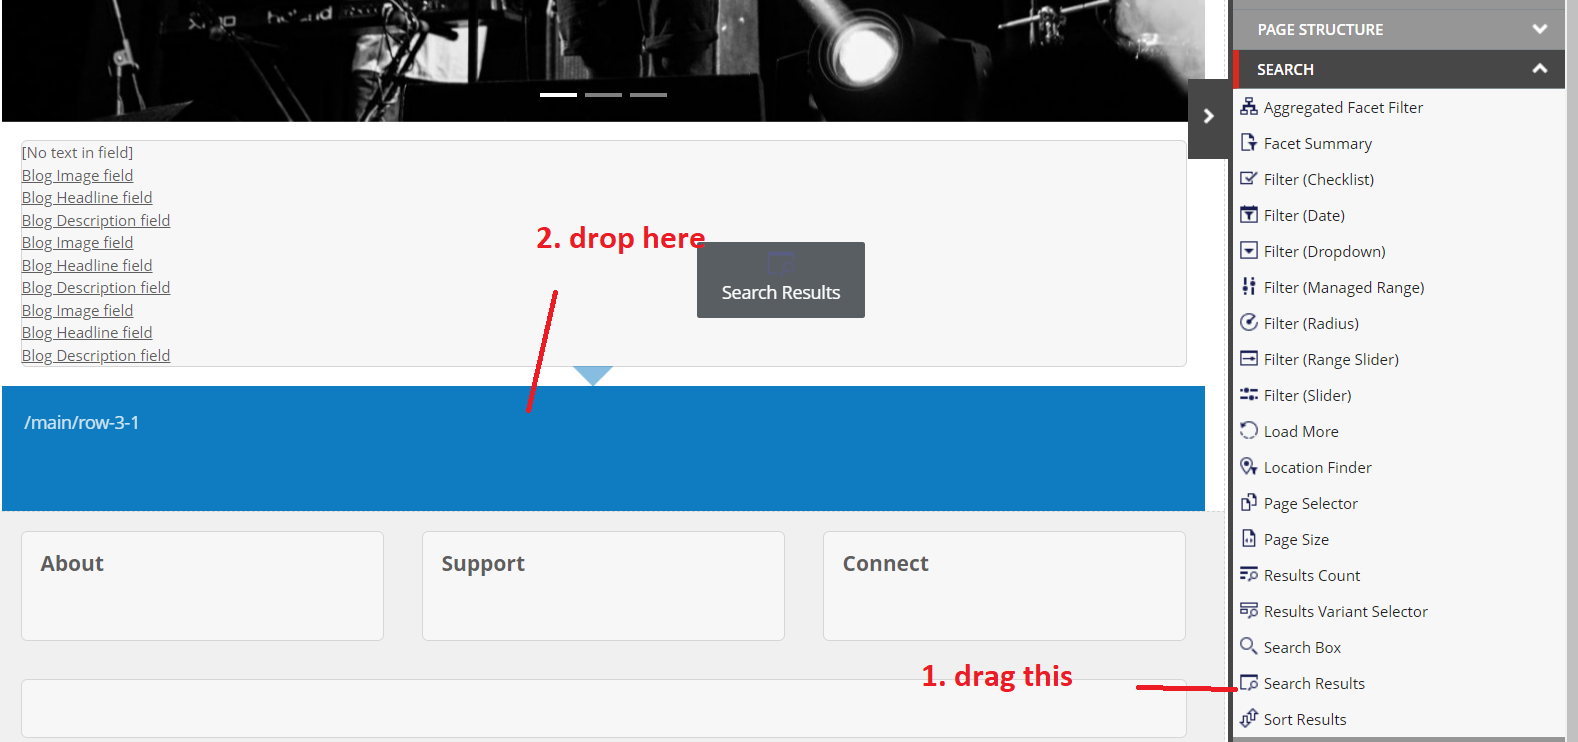 PAGE STRUCTURE
SEARCH
Aggregated Facet Filter
Facet Summary
Filter (Checklist)
Filter (Date)
Filter (Dropdown)
Filter (Managed Range)
Filter (Radius)
Filter (Range Slider)
Filter (Slider)
Load More
Location Finder
Page Selector
Page Size
Results Count
Results Variant Selector
Search Box
Search Results
Sort Results
[No text in field]
Blog Image field
Blog Headline field
Blog Description field
Blog Image field
Blog Headline field
Blog Description field
Blog Image field
Blog Headline field
Blog Description field
2. drop here
Search Results
/main/row-3-1
About
Support
Connect
1. drag this